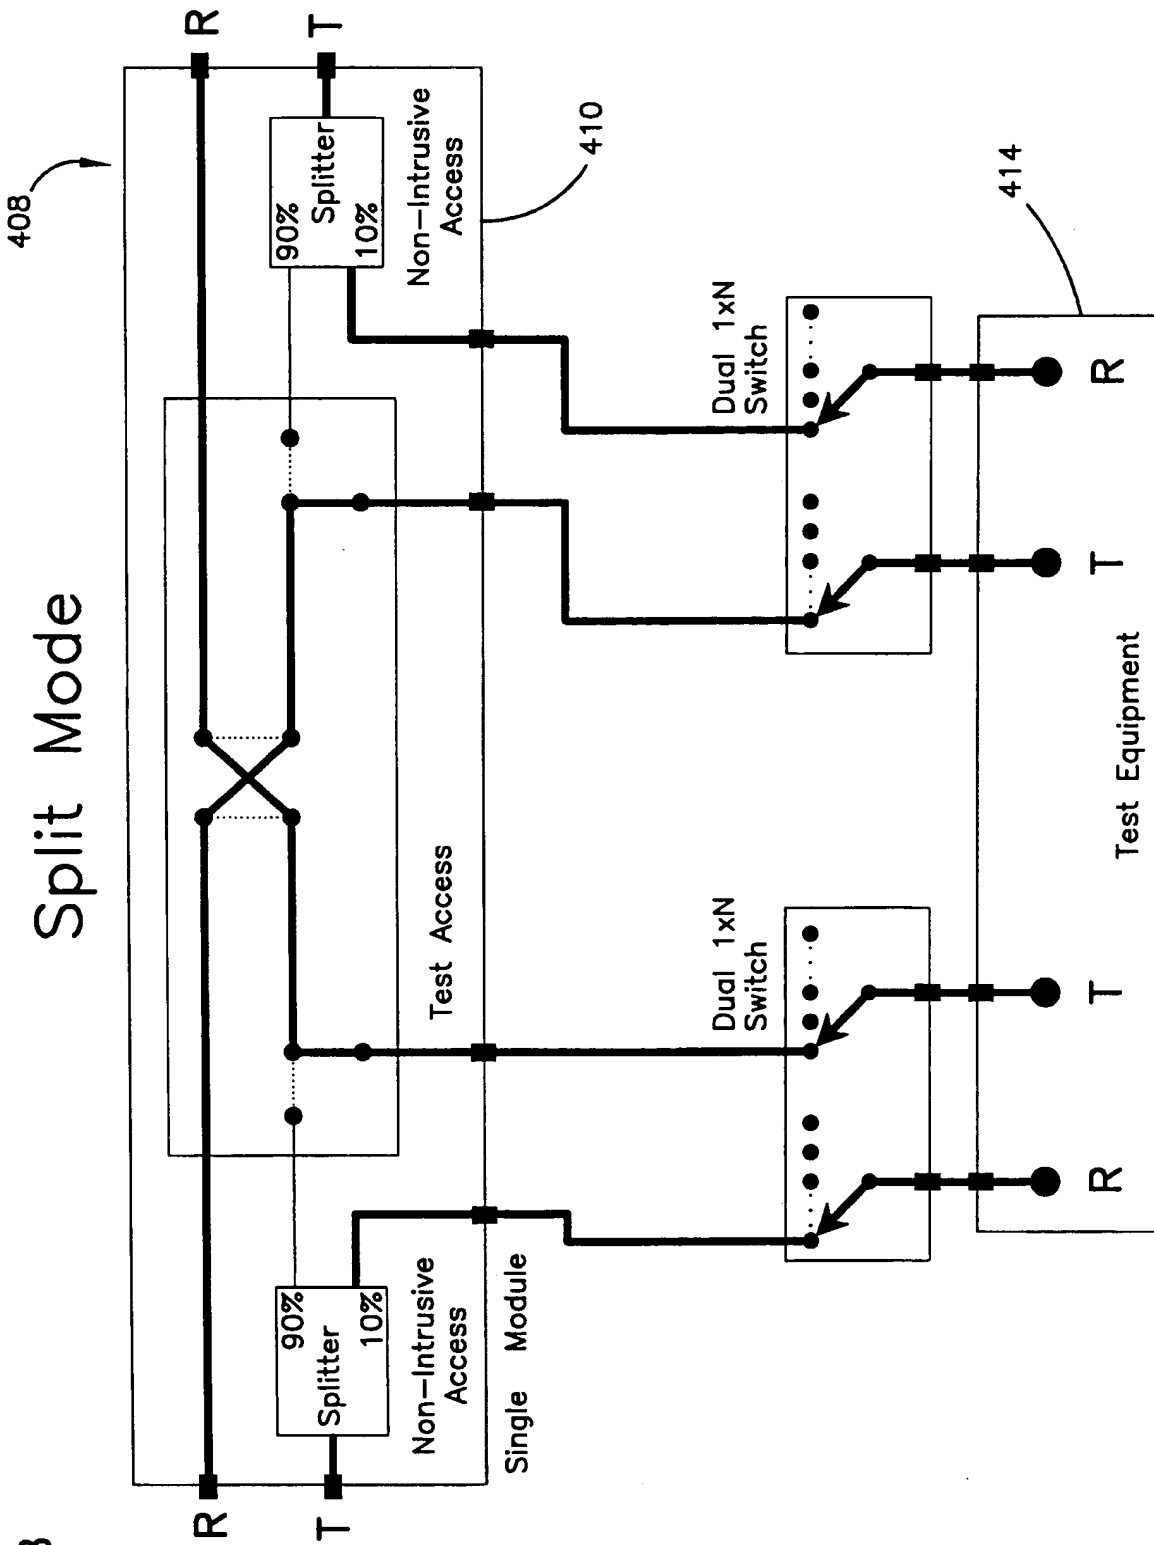 Split Mode
408
R
T
R
T
90%
Splitter
10%
90%
Splitter
10%
Non-Intrusive
Access
Test Access
Non-Intrusive
Access
410
Single Module
Dual 1xN
Switch
Dual 1xN
Switch
414
R
T
T
R
Test Equipment